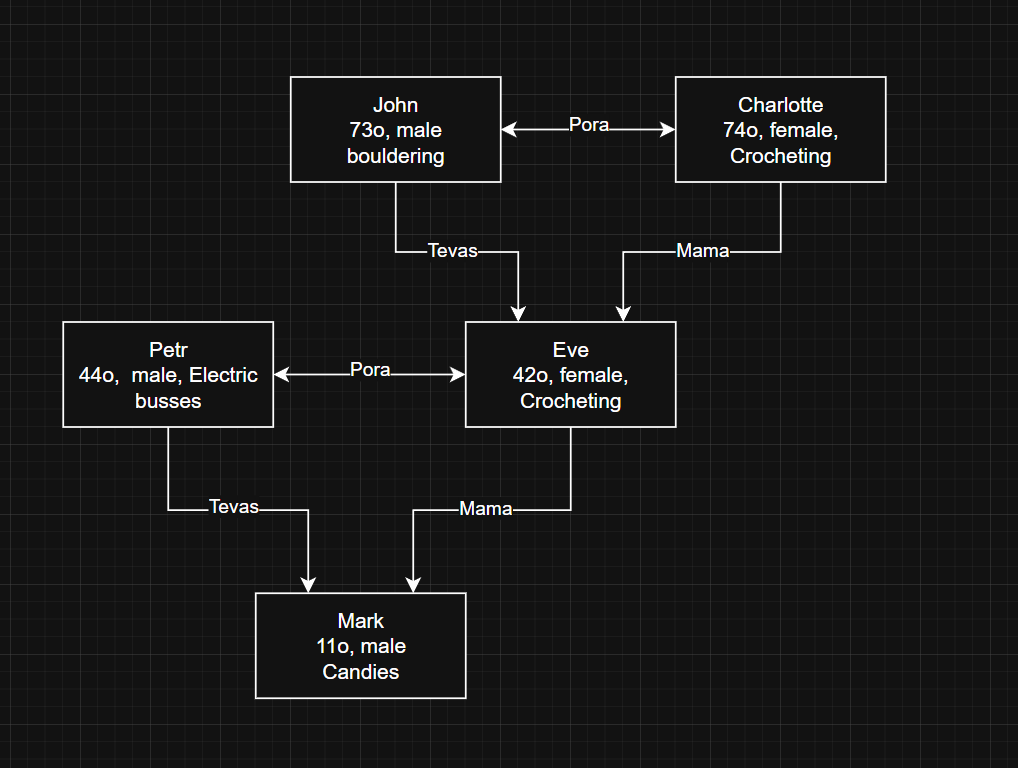 John
73o, male
bouldering
Pora
Charlotte
74o, female,
Crocheting
Tevas
Mama
Petr
44o,  male, Electric
busses
Pora
Eve
42o, female,
Crocheting
Tevas
Mama
Mark
11o, male
Candies